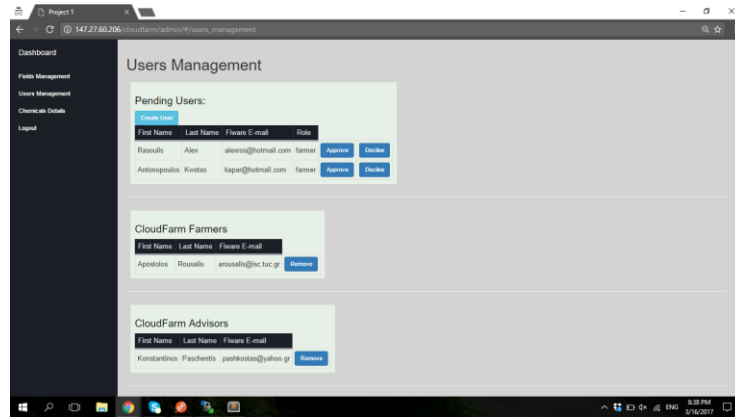 Project 1
147.27.60.206/cloudfarm/admin/#/users_management
Dashboard
Fields Management
Users Management
Chemicals Details
Logout
Users Management
Pending Users:
Create User
First Name Last Name Fiware E-mail Role
Rasoulis Alex alexros@hotmail.com farmer Approve Decline
Antonopoulos Kwstas kapar@hotmail.com farmer Approve Decline
CloudFarm Farmers
First Name Last Name Fiware E-mail
Apostolos Rousalis arousalis@isc.tuc.gr Remove
CloudFarm Advisors
First Name Last Name Fiware E-mail
Konstantinos Paschentis pashkostas@yahoo.gr Remove
ENG
8:38 PM
3/16/2017